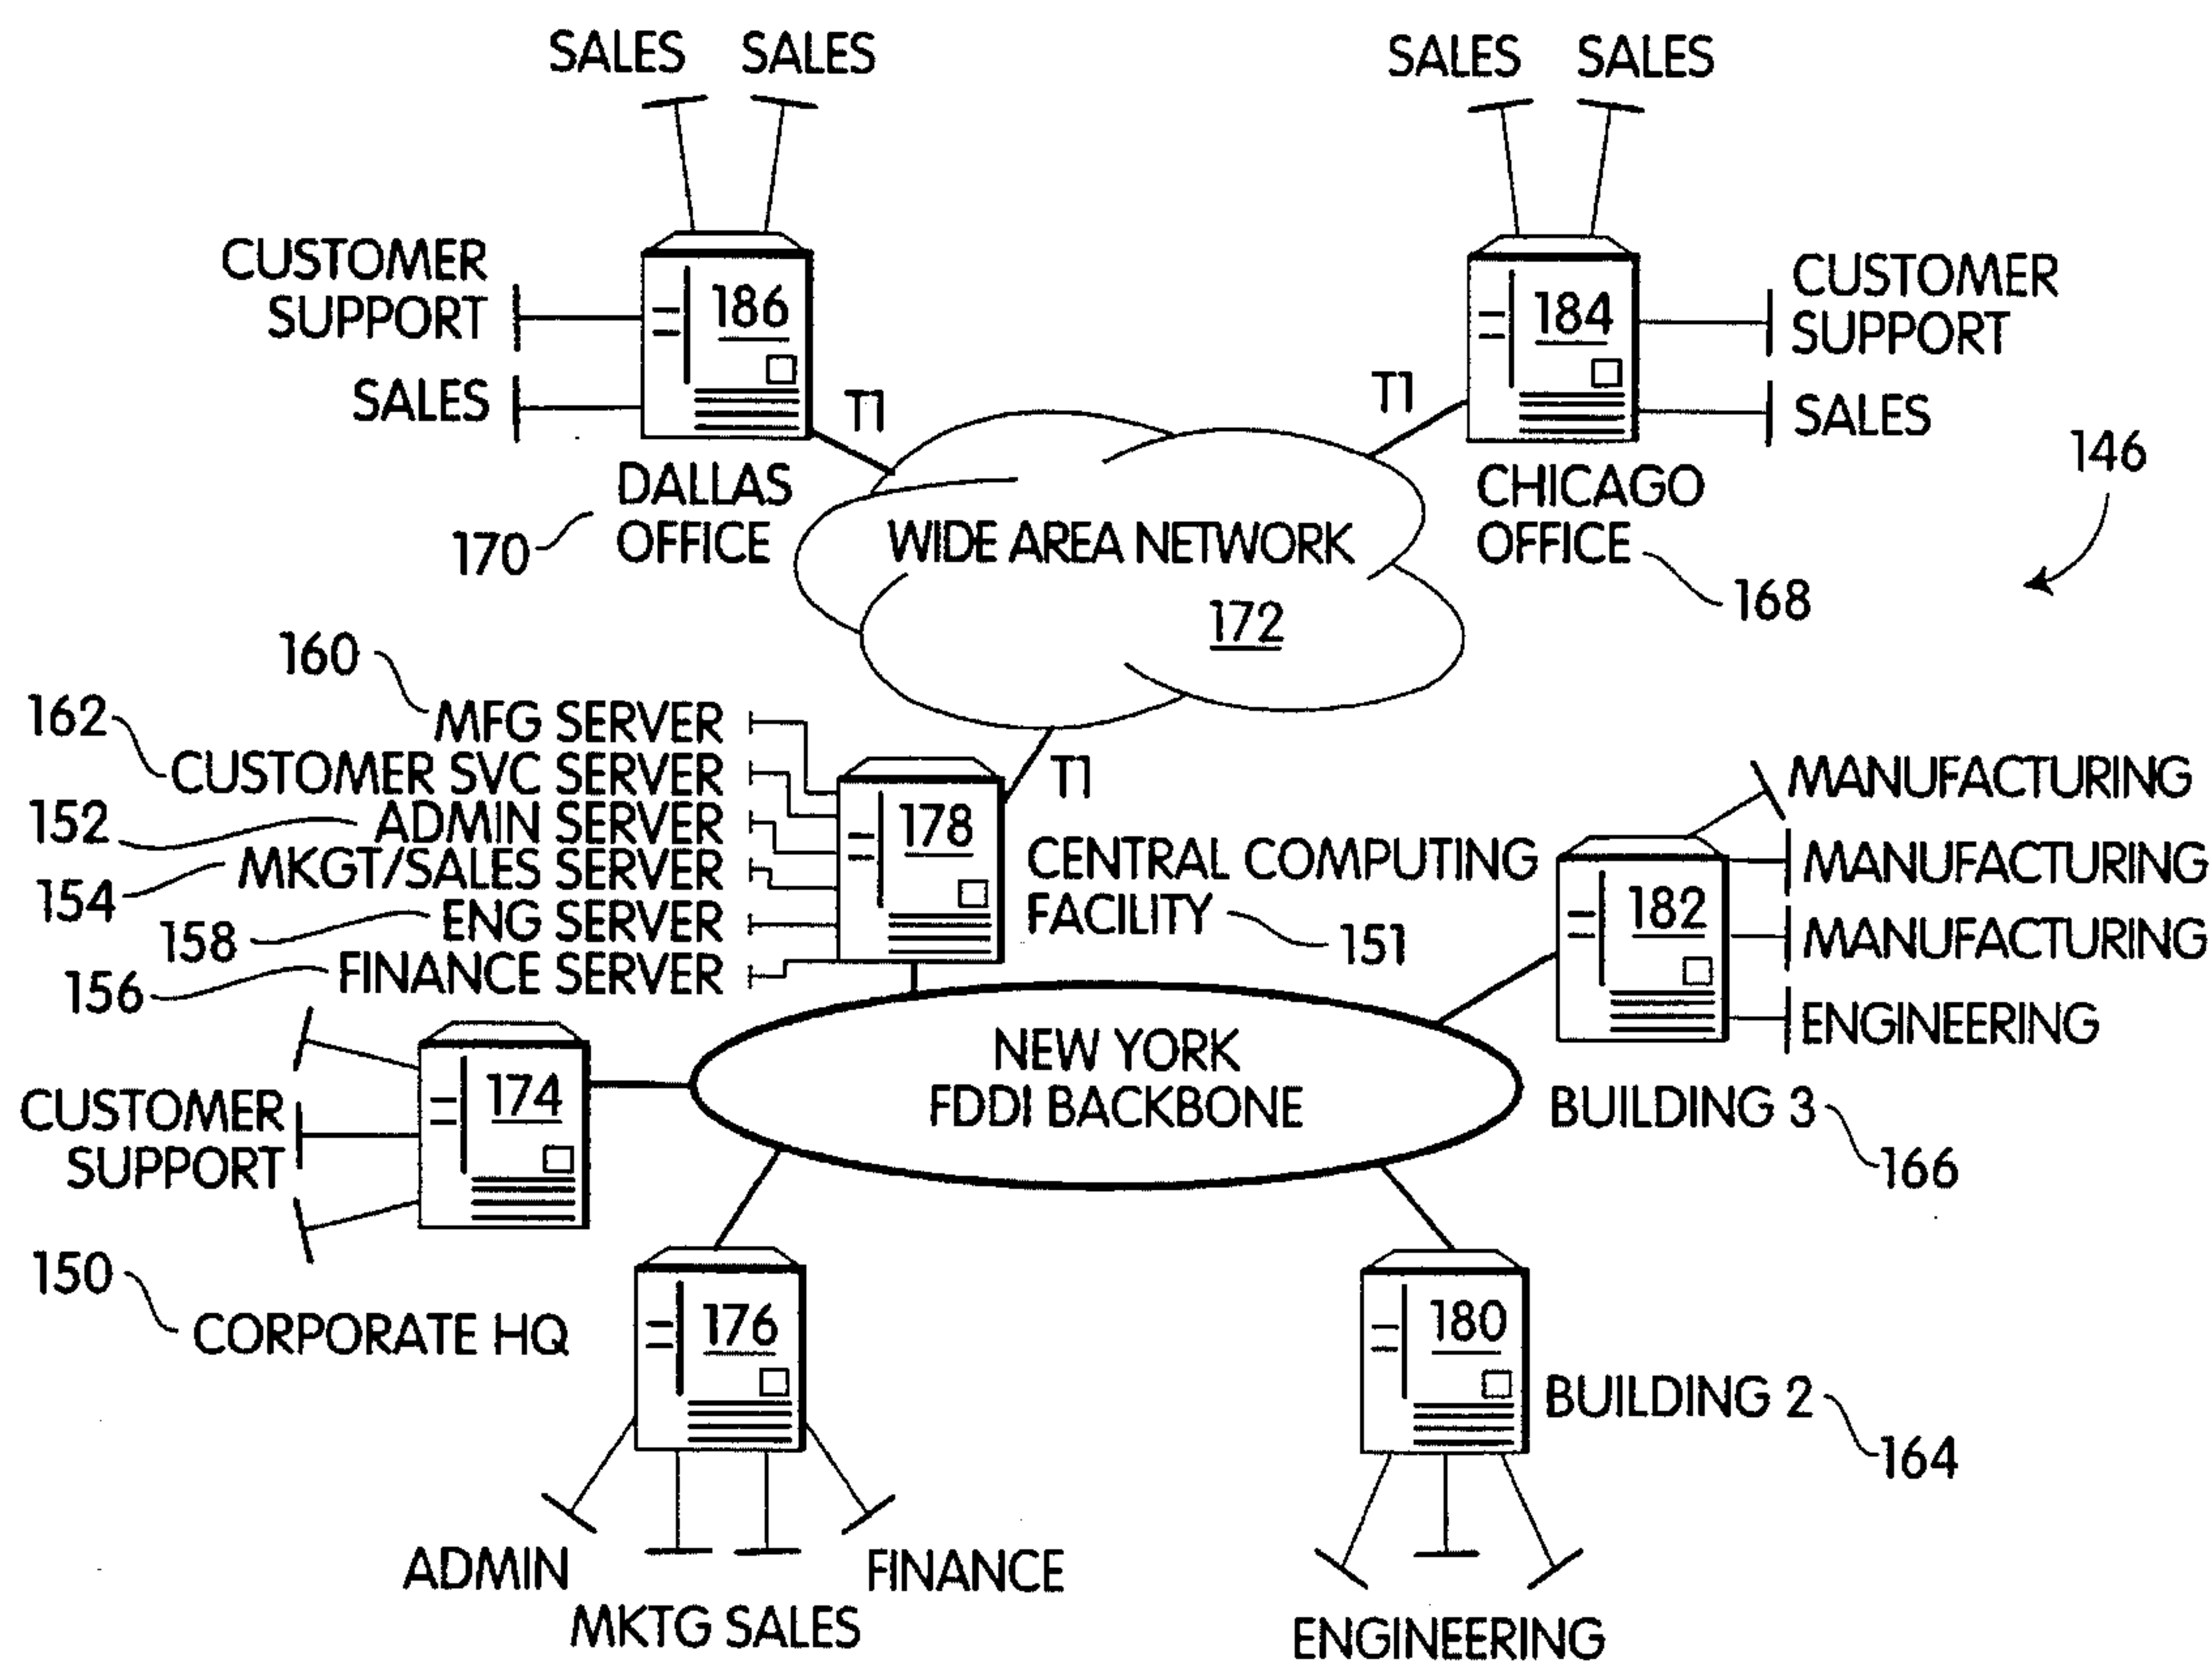 SALES SALES
SALES SALES
CUSTOMER
SUPPORT
186
SALES
T1
DALLAS
OFFICE
170
184
CUSTOMER
SUPPORT
T1
SALES
CHICAGO
OFFICE
168
146
WIDE AREA NETWORK
172
160
MFG SERVER
162
CUSTOMER SVC SERVER
152
ADMIN SERVER
154
MKGT/SALES SERVER
158
ENG SERVER
156
FINANCE SERVER
178
T1
CENTRAL COMPUTING
FACILITY
151
182
MANUFACTURING
MANUFACTURING
MANUFACTURING
ENGINEERING
BUILDING 3
166
NEW YORK
FDDI BACKBONE
174
CUSTOMER
SUPPORT
150
CORPORATE HQ
176
ADMIN
MKTG SALES
FINANCE
180
BUILDING 2
164
ENGINEERING